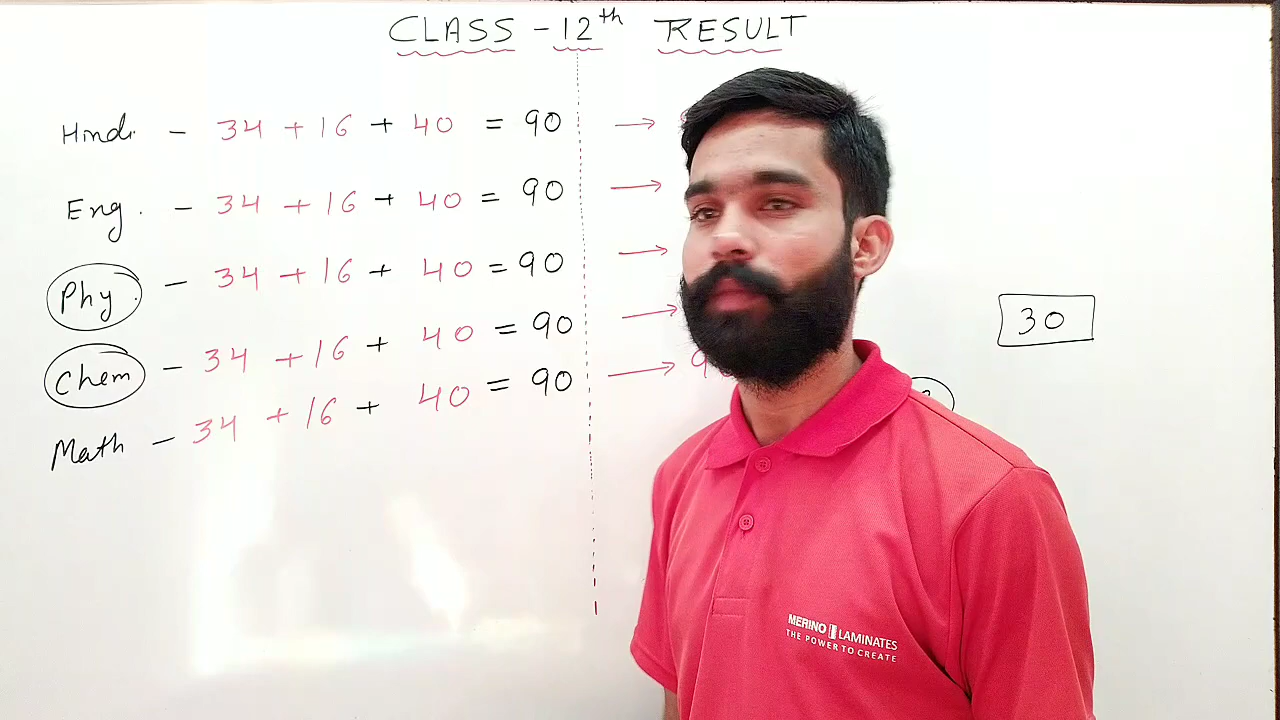 CLASS - 12th RESULT
Hindi - 34 + 16 + 40 = 90 →
Eng. - 34 + 16 + 40 = 90 →
Phy. - 34 + 16 + 40 = 90 →
Chem - 34 + 16 + 40 = 90 →
Math - 34 + 16 + 40 = 90 →
30
MERINO LAMINATES
THE POWER TO CREATE